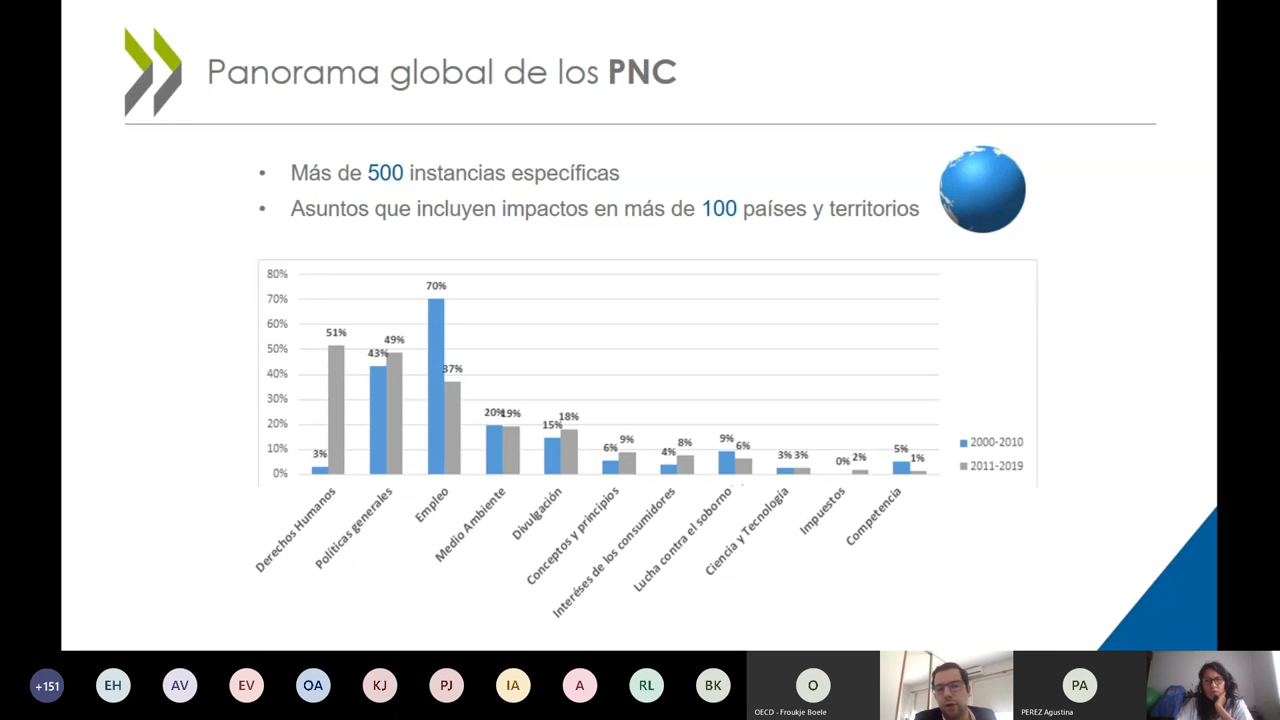 Panorama global de los PNC
• Más de 500 instancias específicas
• Asuntos que incluyen impactos en más de 100 países y territorios
80%
70%
60%
50%
40%
30%
20%
10%
0%
3%
51%
43%
49%
70%
37%
20%
19%
15%
18%
6%
9%
4%
8%
9%
6%
3%
3%
0%
2%
5%
1%
2000-2010
2011-2019
Derechos Humanos
Políticas generales
Empleo
Medio Ambiente
Divulgación
Conceptos y principios
Interéses de los consumidores
Lucha contra el soborno
Ciencia y Tecnología
Impuestos
Competencia
+151
EH
AV
EV
OA
KJ
PJ
IA
A
RL
BK
O
OECD - Froukje Boele
PA
PEREZ Agustina